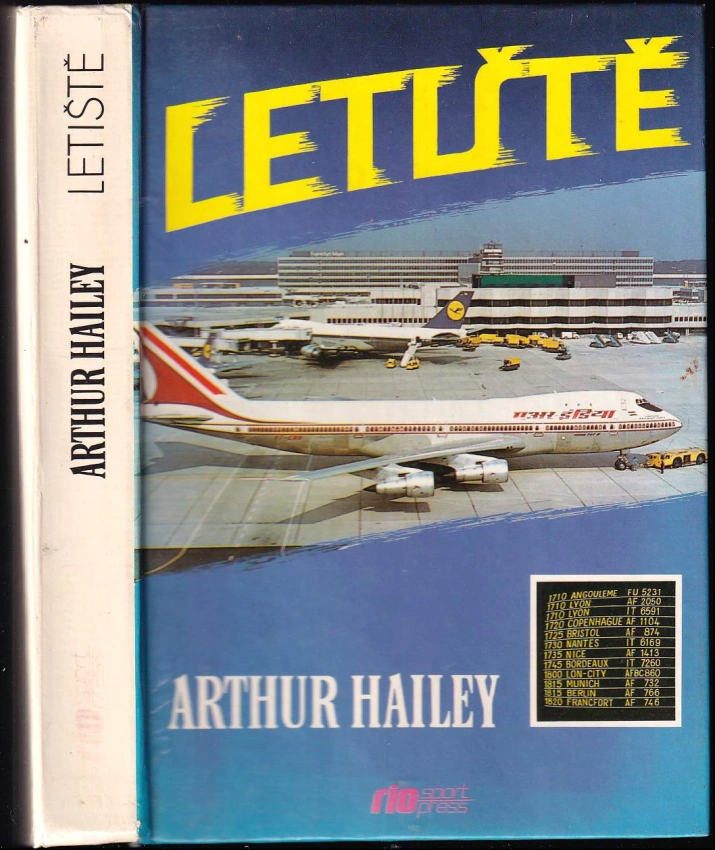 LETIŠTĚ
ARTHUR HAILEY
rio sport press
LETIŠTĚ
एअर इंडिया
1710 ANGOULEME FU 5231
1710 LYON AF 2050
1710 LYON IT 6591
1720 COPENHAGUE AF 1104
1725 BRISTOL AF 874
1730 NANTES IT 6169
1735 NICE AF 1413
1745 BORDEAUX IT 7260
1800 LON-CITY AFBC860
1815 MUNICH AF 732
1815 BERLIN AF 766
1820 FRANCFORT AF 746
ARTHUR HAILEY
rio sport
press